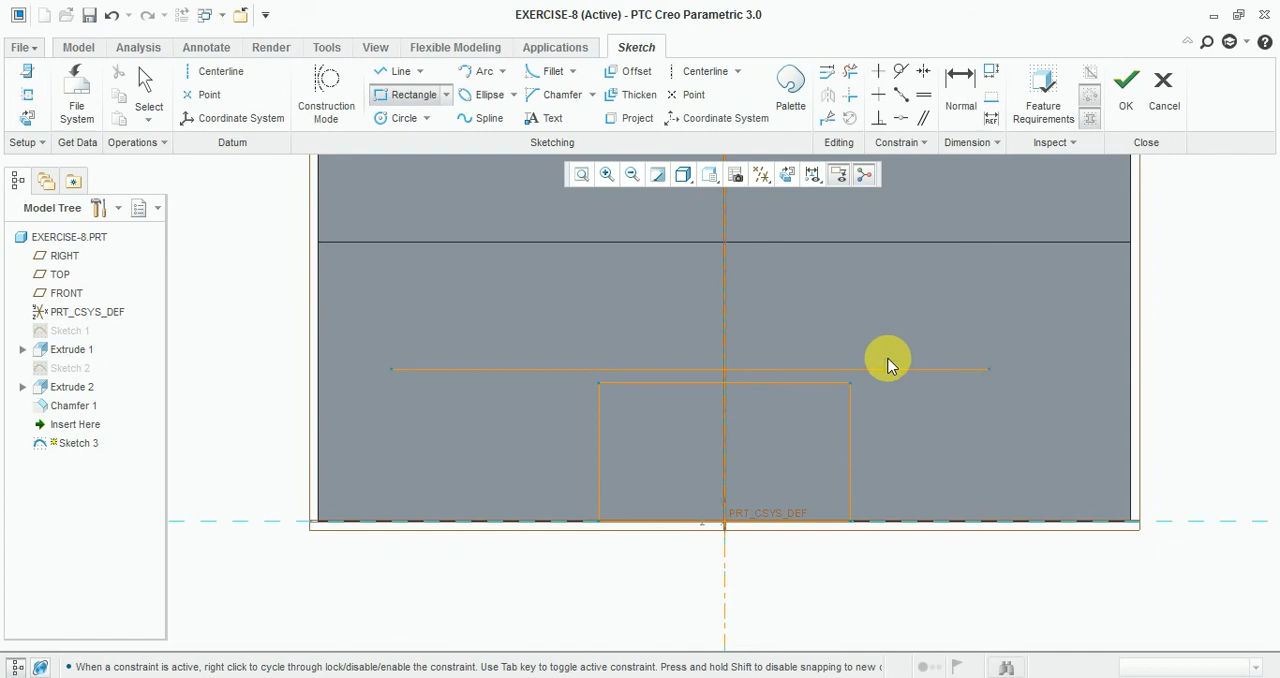 EXERCISE-8 (Active) - PTC Creo Parametric 3.0
File Model Analysis Annotate Render Tools View Flexible Modeling Applications Sketch
File System
Select
Centerline
Point
Coordinate System
Construction Mode
Line
Rectangle
Circle
Arc
Ellipse
Spline
Fillet
Chamfer
Text
Offset
Thicken
Project
Centerline
Point
Coordinate System
Palette
Normal
Feature Requirements
OK
Cancel
Setup Get Data Operations Datum Sketching Editing Constrain Dimension Inspect Close
Model Tree
EXERCISE-8.PRT
RIGHT
TOP
FRONT
PRT_CSYS_DEF
Sketch 1
Extrude 1
Sketch 2
Extrude 2
Chamfer 1
Insert Here
Sketch 3
PRT_CSYS_DEF
• When a constraint is active, right click to cycle through lock/disable/enable the constraint. Use Tab key to toggle active constraint. Press and hold Shift to disable snapping to new c